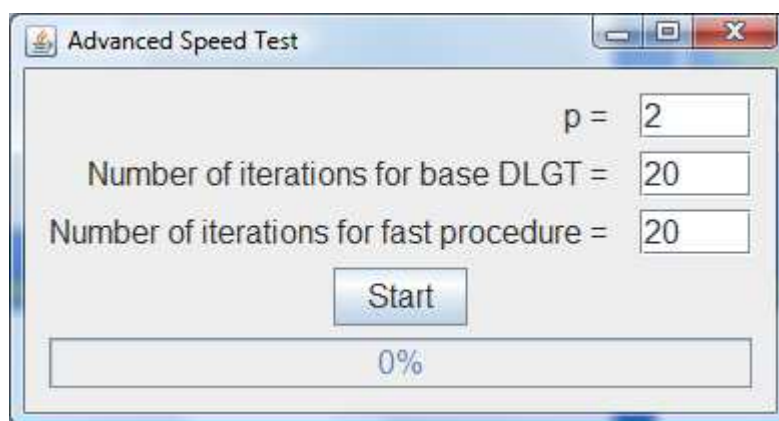 Advanced Speed Test
p = 2
Number of iterations for base DLGT = 20
Number of iterations for fast procedure = 20
Start
0%